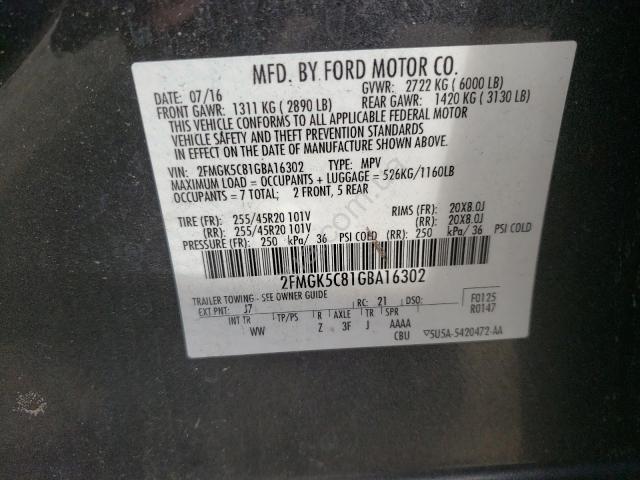 MFD. BY FORD MOTOR CO.
DATE: 07/16 GVWR: 2722 KG ( 6000 LB)
FRONT GAWR: 1311 KG ( 2890 LB) REAR GAWR: 1420 KG ( 3130 LB)
THIS VEHICLE CONFORMS TO ALL APPLICABLE FEDERAL MOTOR
VEHICLE SAFETY AND THEFT PREVENTION STANDARDS
IN EFFECT ON THE DATE OF MANUFACTURE SHOWN ABOVE.
VIN: 2FMGK5C81GBA16302 TYPE: MPV
MAXIMUM LOAD = OCCUPANTS + LUGGAGE = 526KG/1160LB
OCCUPANTS = 7 TOTAL; 2 FRONT, 5 REAR
TIRE (FR): 255/45R20 101V RIMS (FR): 20X8.0J
(RR): 255/45R20 101V (RR): 20X8.0J
PRESSURE (FR): 250 kPa/ 36 PSI COLD (RR): 250 kPa/ 36 PSI COLD
2FMGK5C81GBA16302
TRAILER TOWING - SEE OWNER GUIDE
EXT PNT: J7 RC: 21 DSO: F0125
INT TR TP/PS R AXLE TR SPR R0147
WW Z 3F J AAAA
CBU 5U5A-5420472-AA